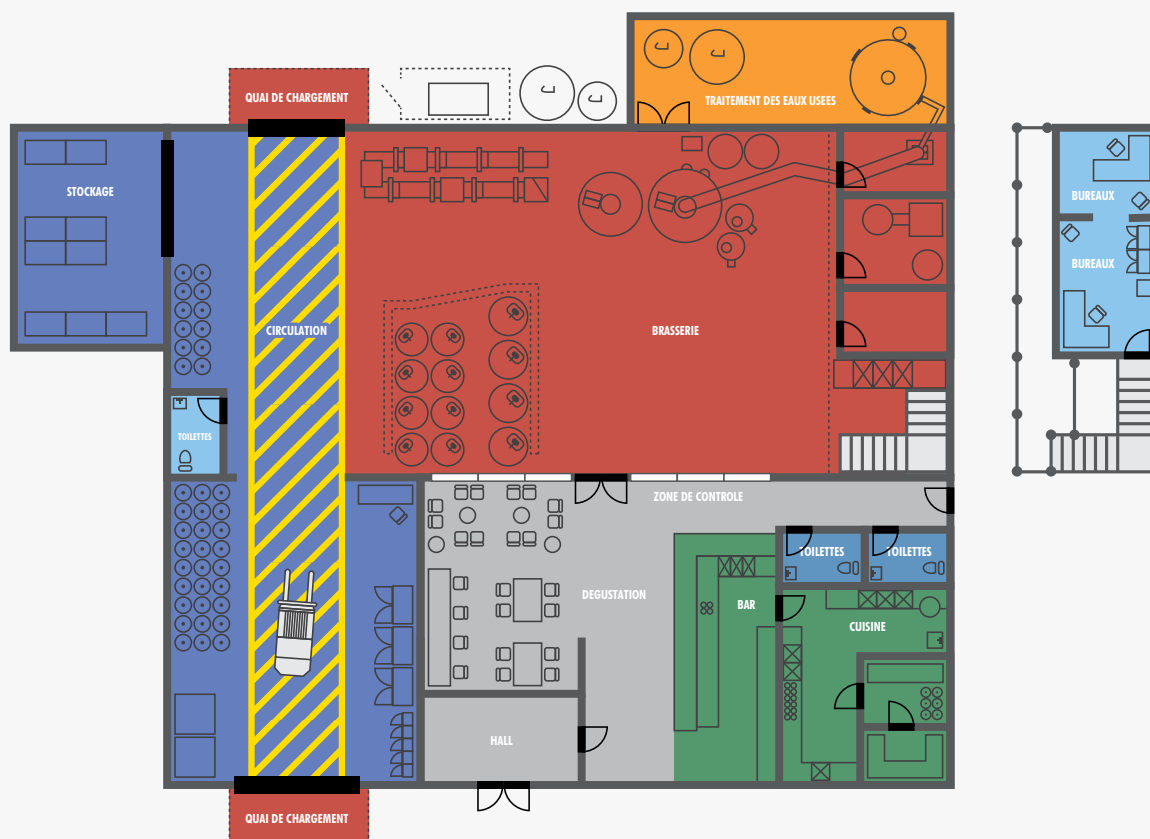 QUAI DE CHARGEMENT
TRAITEMENT DES EAUX USEES
STOCKAGE
BUREAUX
BUREAUX
CIRCULATION
BRASSERIE
TOILETTES
ZONE DE CONTROLE
TOILETTES
TOILETTES
DEGUSTATION
BAR
CUISINE
HALL
QUAI DE CHARGEMENT